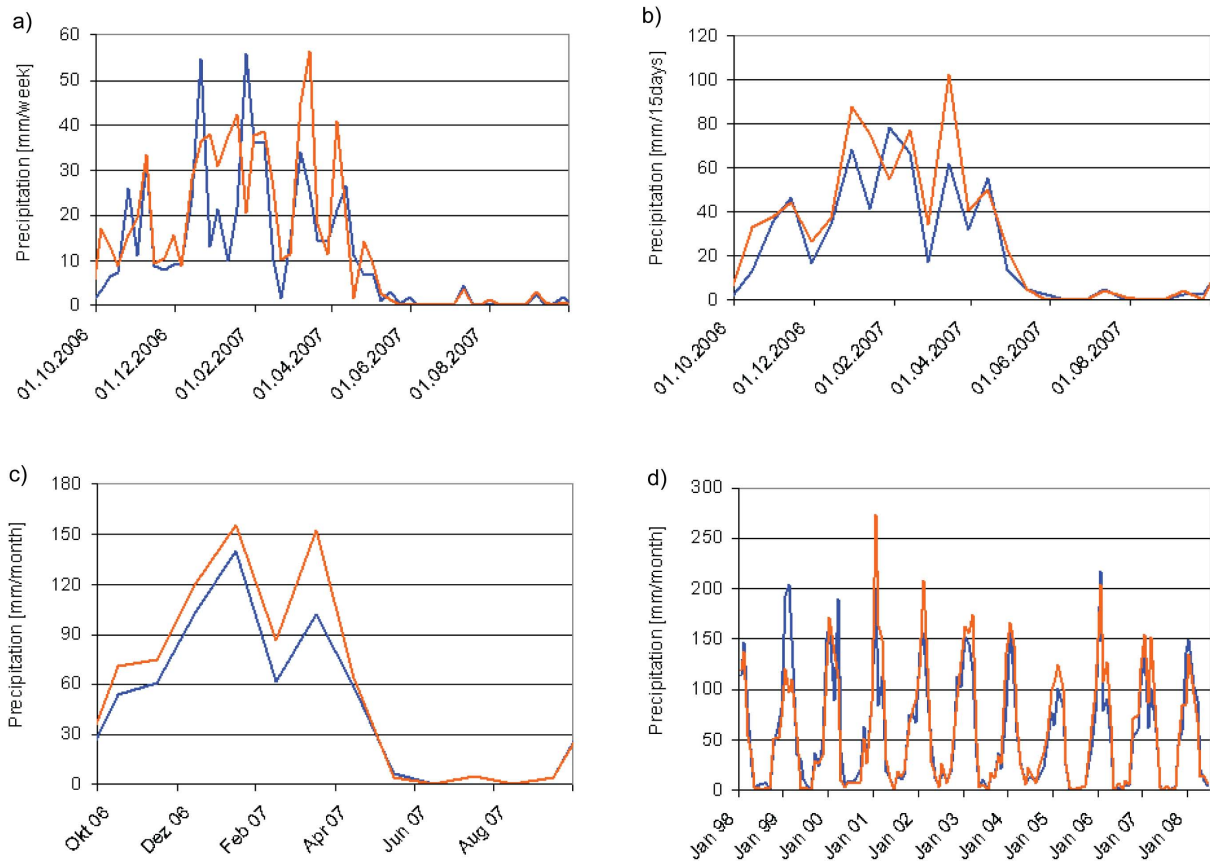 a)
Precipitation [mm/week]
60
50
40
30
20
10
0
01.10.2006
01.12.2006
01.02.2007
01.04.2007
01.06.2007
01.08.2007
b)
Precipitation [mm/15days]
120
100
80
60
40
20
0
01.10.2006
01.12.2006
01.02.2007
01.04.2007
01.06.2007
01.08.2007
c)
Precipitation [mm/month]
180
150
120
90
60
30
0
Okt 06
Dez 06
Feb 07
Apr 07
Jun 07
Aug 07
d)
Precipitation [mm/month]
300
250
200
150
100
50
0
Jan 98
Jan 99
Jan 00
Jan 01
Jan 02
Jan 03
Jan 04
Jan 05
Jan 06
Jan 07
Jan 08